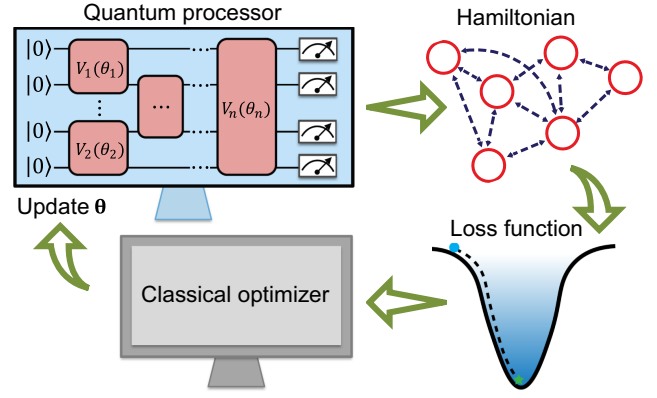 Quantum processor
Hamiltonian
|0⟩
V₁(θ₁)
...
|0⟩
...
⋮
⋮
Vₙ(θₙ)
|0⟩
V₂(θ₂)
...
|0⟩
...
Update θ
Loss function
Classical optimizer